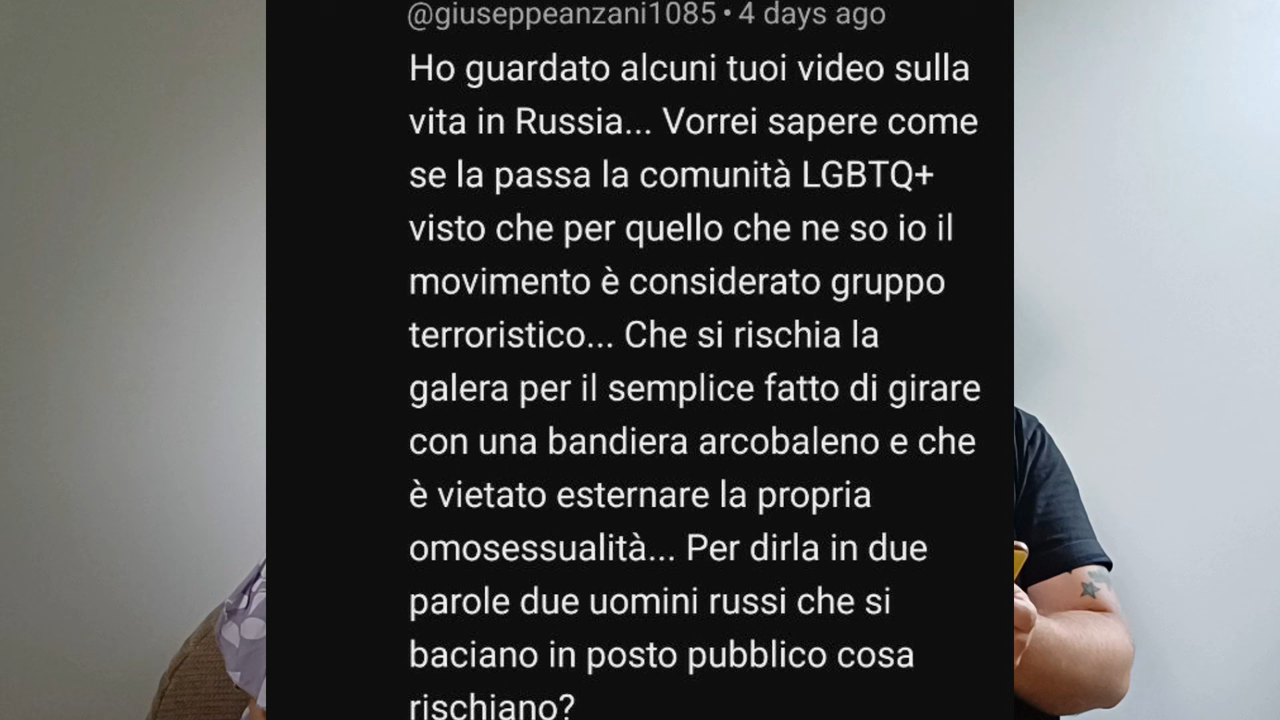 @giuseppeanzani1085 • 4 days ago
Ho guardato alcuni tuoi video sulla
vita in Russia... Vorrei sapere come
se la passa la comunità LGBTQ+
visto che per quello che ne so io il
movimento è considerato gruppo
terroristico... Che si rischia la
galera per il semplice fatto di girare
con una bandiera arcobaleno e che
è vietato esternare la propria
omosessualità... Per dirla in due
parole due uomini russi che si
baciano in posto pubblico cosa
rischiano?